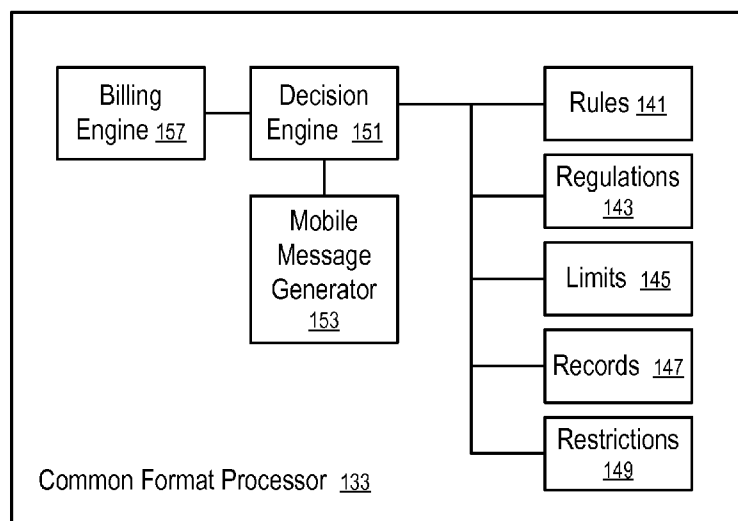 Billing
Engine 157
Decision
Engine 151
Rules 141
Regulations
143
Mobile
Message
Generator
153
Limits 145
Records 147
Restrictions
149
Common Format Processor 133